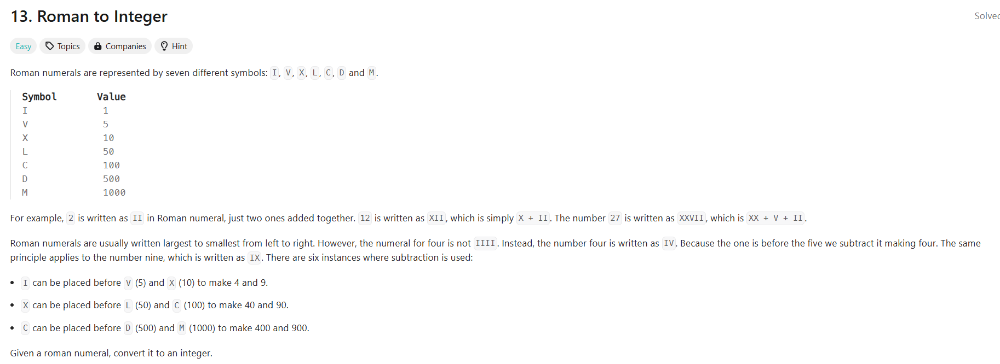 13. Roman to Integer
Solved
Easy Topics Companies Hint
Roman numerals are represented by seven different symbols: I, V, X, L, C, D and M.
Symbol Value
I 1
V 5
X 10
L 50
C 100
D 500
M 1000
For example, 2 is written as II in Roman numeral, just two ones added together. 12 is written as XII, which is simply X + II. The number 27 is written as XXVII, which is XX + V + II.
Roman numerals are usually written largest to smallest from left to right. However, the numeral for four is not IIII. Instead, the number four is written as IV. Because the one is before the five we subtract it making four. The same
principle applies to the number nine, which is written as IX. There are six instances where subtraction is used:
• I can be placed before V (5) and X (10) to make 4 and 9.
• X can be placed before L (50) and C (100) to make 40 and 90.
• C can be placed before D (500) and M (1000) to make 400 and 900.
Given a roman numeral, convert it to an integer.